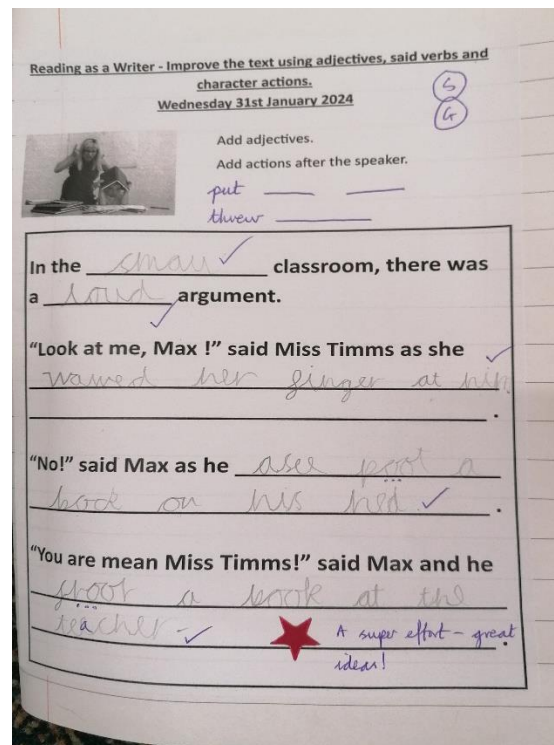 Reading as a Writer - Improve the text using adjectives, said verbs and
character actions.
Wednesday 31st January 2024
S
G
Add adjectives.
Add actions after the speaker.
put
threw
In the small classroom, there was
a loud argument.
“Look at me, Max !” said Miss Timms as she
waved her finger at him
.
“No!” said Max as he a
book on his hed .
“You are mean Miss Timms!” said Max and he
a book at the
teacher
A super effort - great
ideas!